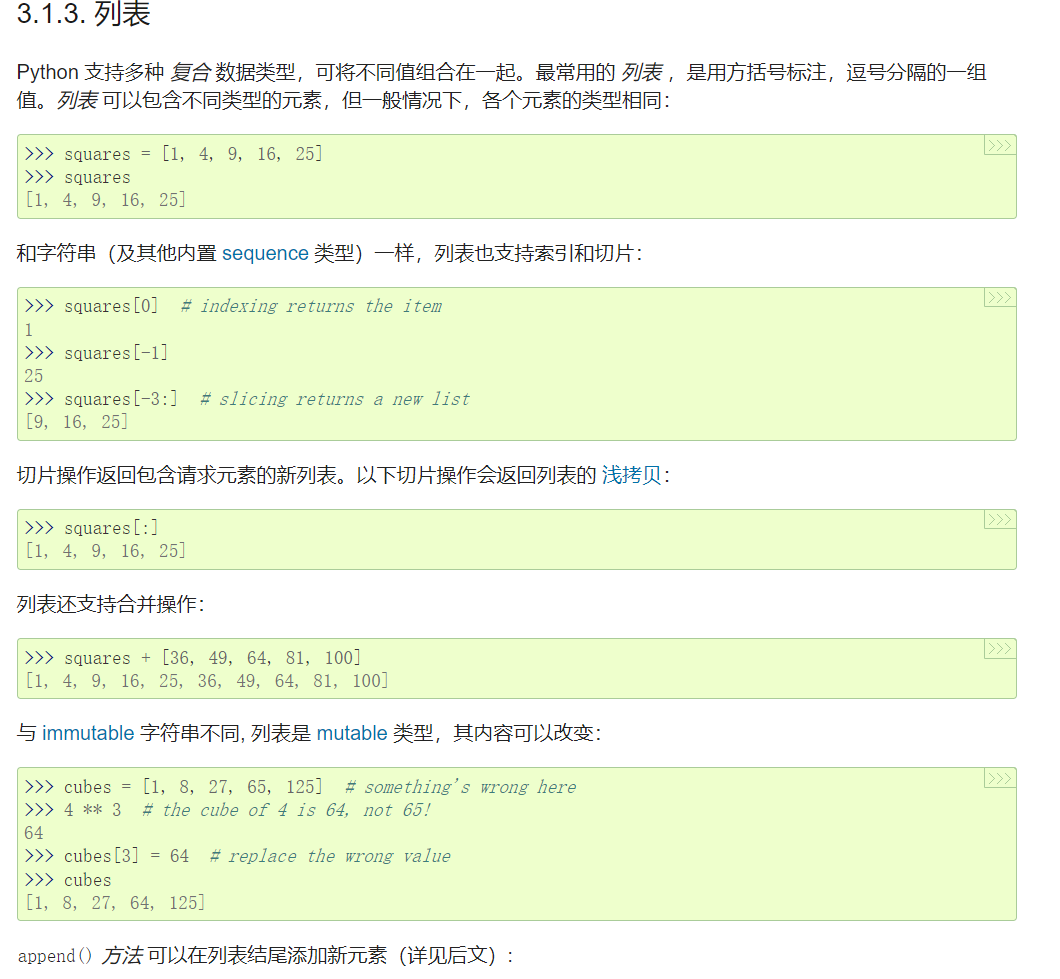 3.1.3. 列表
Python 支持多种 复合 数据类型，可将不同值组合在一起。最常用的 列表 ，是用方括号标注，逗号分隔的一组
值。列表 可以包含不同类型的元素，但一般情况下，各个元素的类型相同：
>>>
>>> squares = [1, 4, 9, 16, 25]
>>> squares
[1, 4, 9, 16, 25]
和字符串（及其他内置 sequence 类型）一样，列表也支持索引和切片：
>>>
>>> squares[0]  # indexing returns the item
1
>>> squares[-1]
25
>>> squares[-3:]  # slicing returns a new list
[9, 16, 25]
切片操作返回包含请求元素的新列表。以下切片操作会返回列表的 浅拷贝：
>>>
>>> squares[:]
[1, 4, 9, 16, 25]
列表还支持合并操作：
>>>
>>> squares + [36, 49, 64, 81, 100]
[1, 4, 9, 16, 25, 36, 49, 64, 81, 100]
与 immutable 字符串不同, 列表是 mutable 类型，其内容可以改变：
>>>
>>> cubes = [1, 8, 27, 65, 125]  # something's wrong here
>>> 4 ** 3  # the cube of 4 is 64, not 65!
64
>>> cubes[3] = 64  # replace the wrong value
>>> cubes
[1, 8, 27, 64, 125]
append() 方法 可以在列表结尾添加新元素（详见后文）：